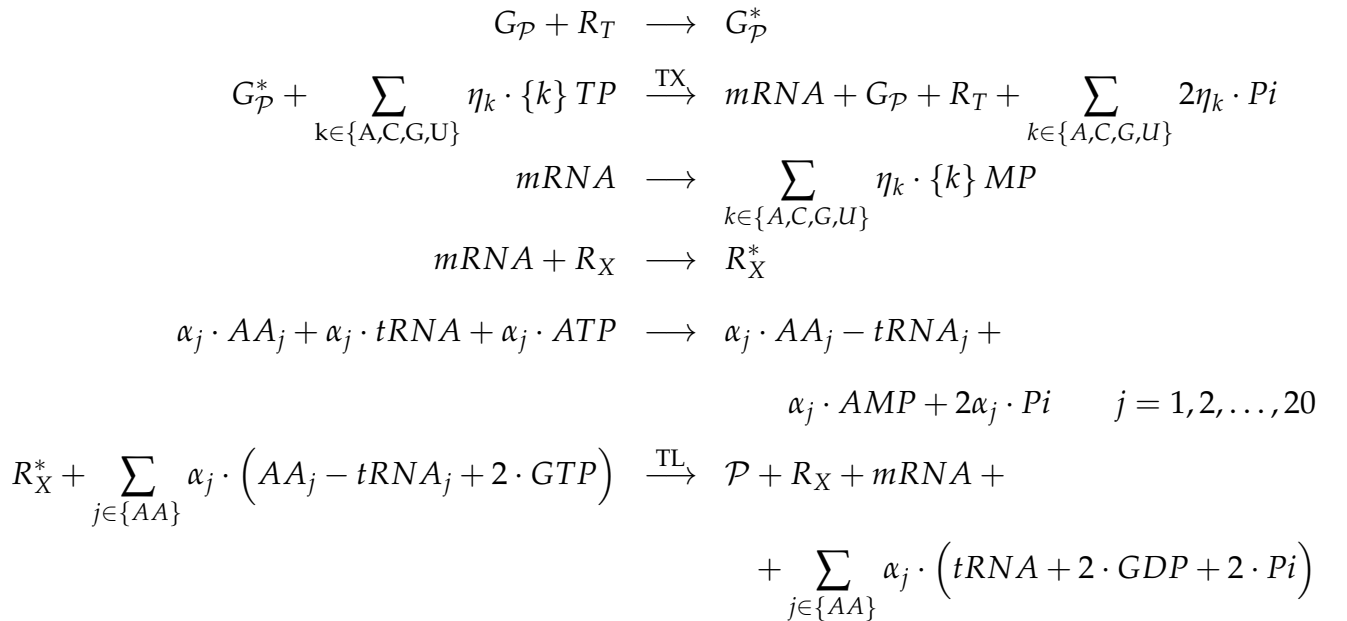 G_𝒫 + R_T ⟶ G*_𝒫
G*_𝒫 + ∑_{k∈{A,C,G,U}} η_k · {k} TP ⟶^{TX} mRNA + G_𝒫 + R_T + ∑_{k∈{A,C,G,U}} 2η_k · Pi
mRNA ⟶ ∑_{k∈{A,C,G,U}} η_k · {k} MP
mRNA + R_X ⟶ R*_X
α_j · AA_j + α_j · tRNA + α_j · ATP ⟶ α_j · AA_j − tRNA_j +
α_j · AMP + 2α_j · Pi j = 1, 2, . . . , 20
R*_X + ∑_{j∈{AA}} α_j · (AA_j − tRNA_j + 2 · GTP) ⟶^{TL} 𝒫 + R_X + mRNA +
+ ∑_{j∈{AA}} α_j · (tRNA + 2 · GDP + 2 · Pi)